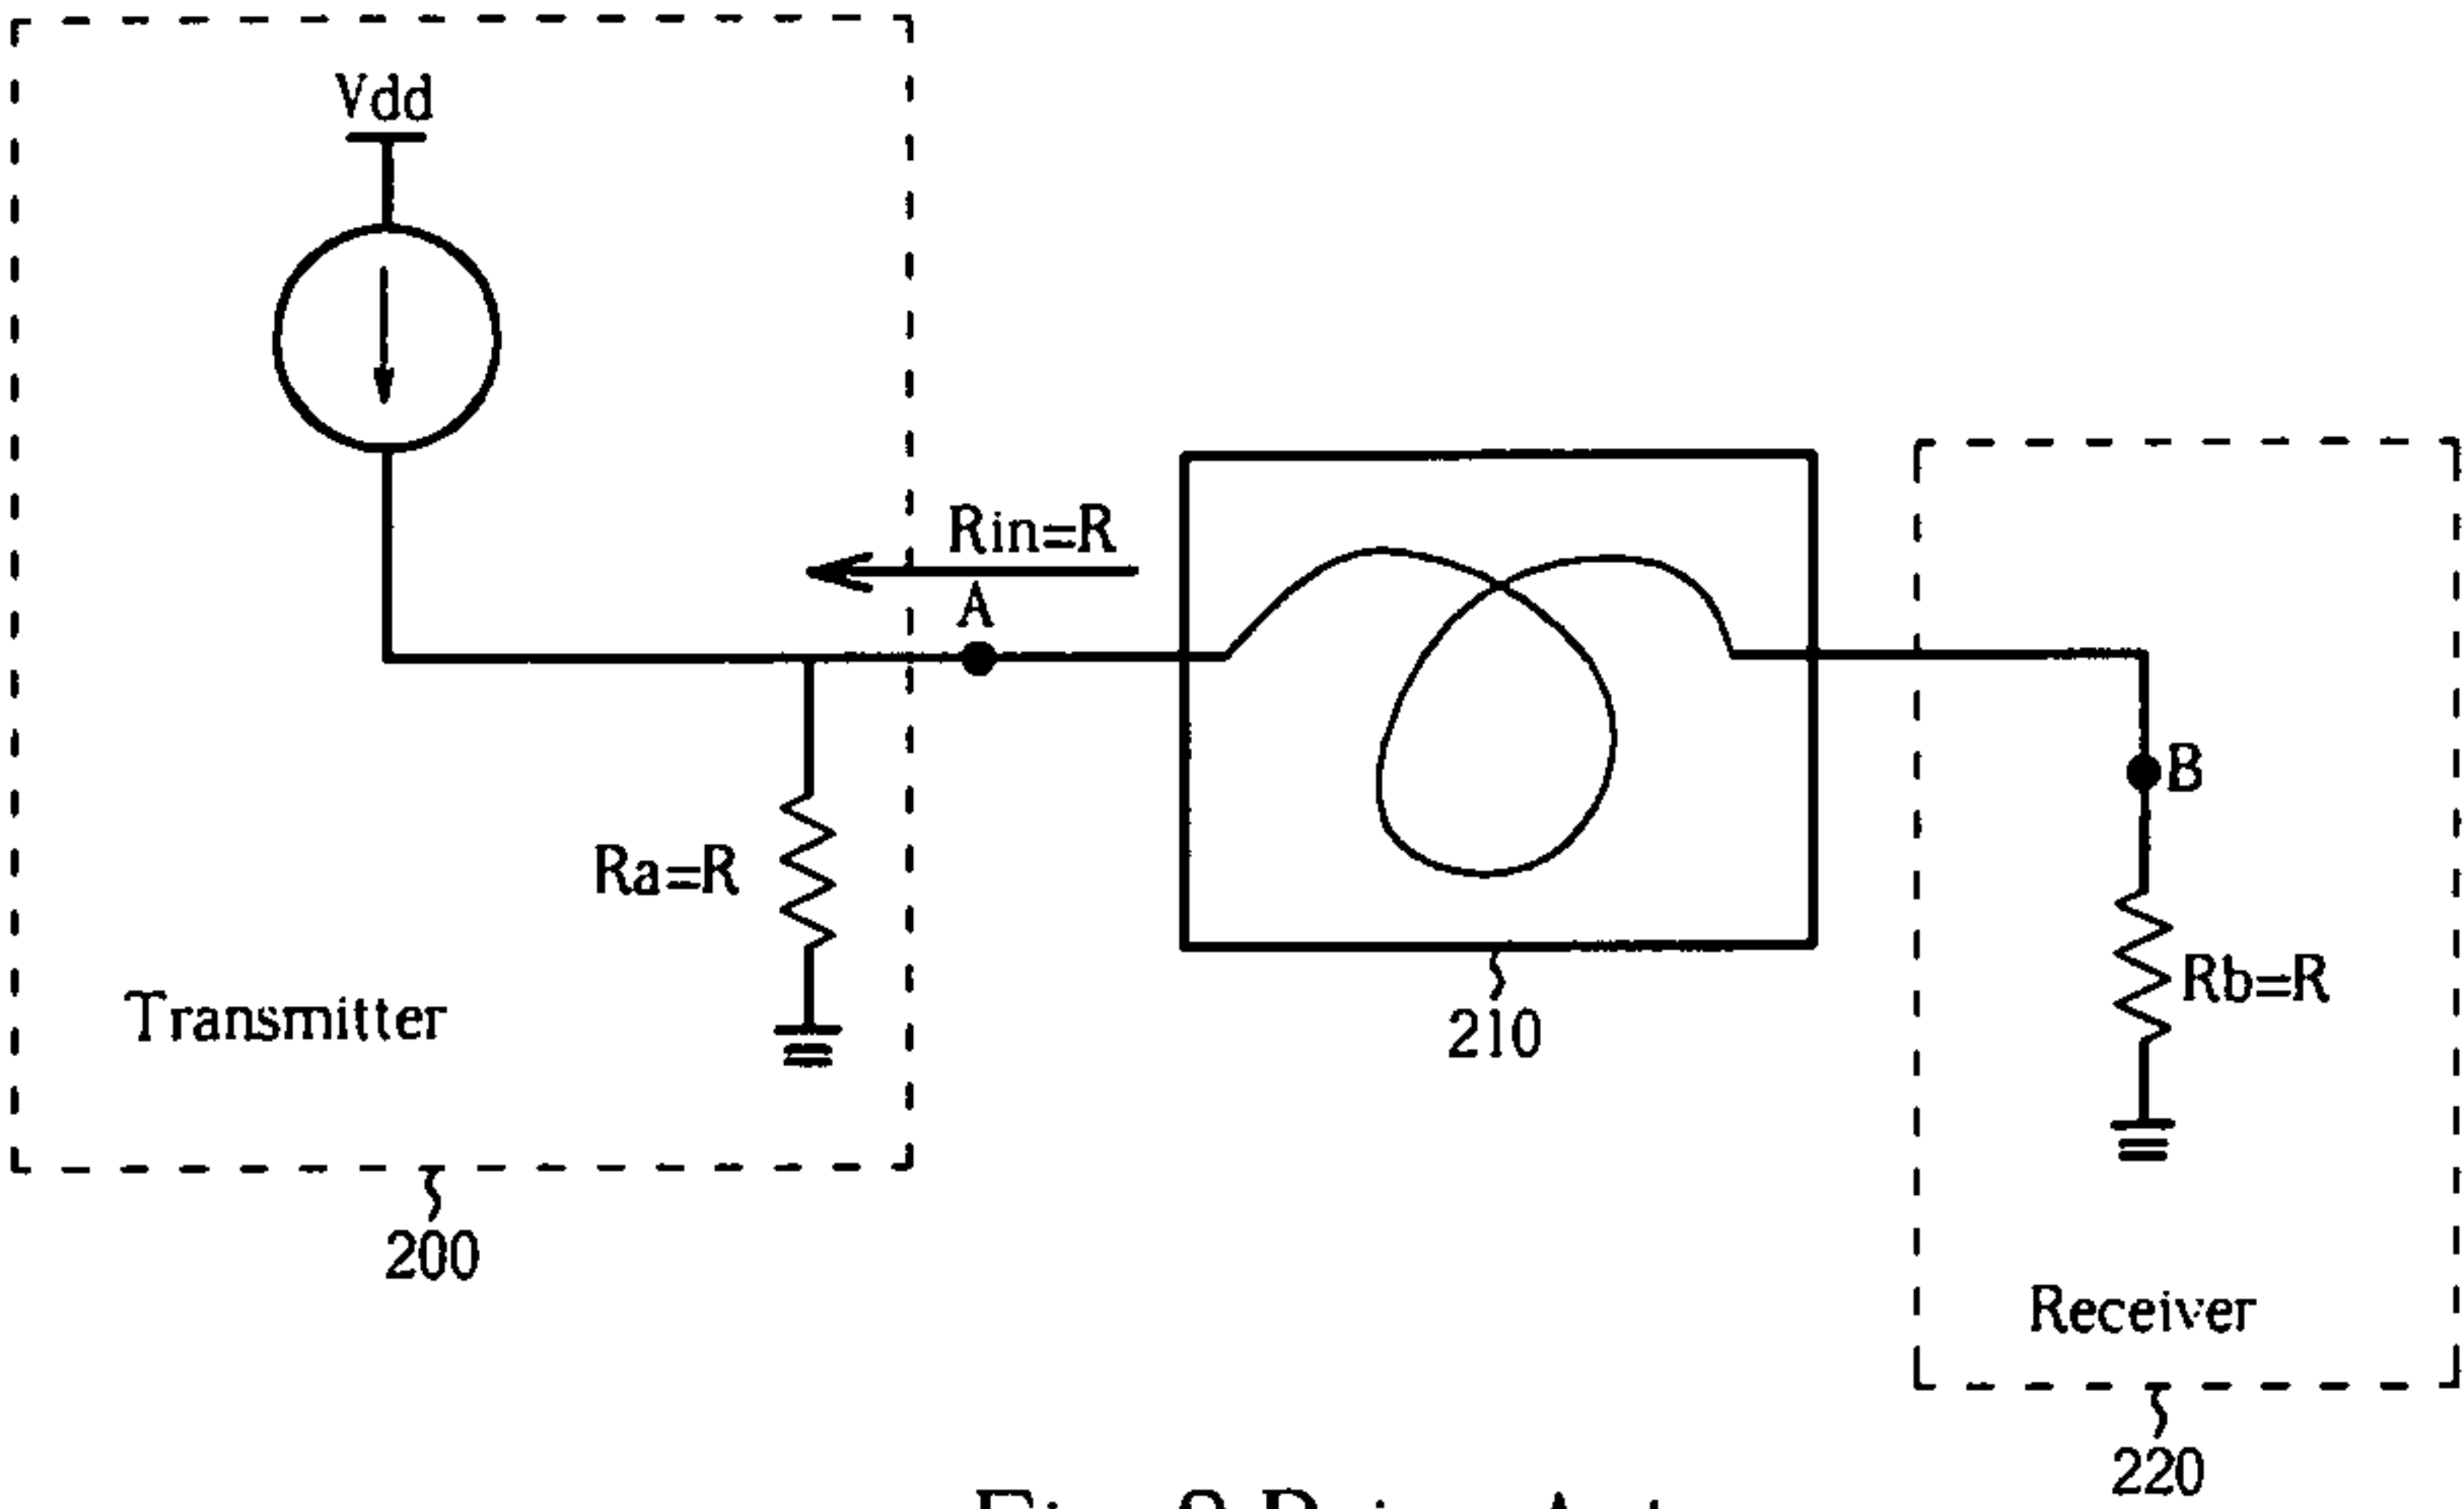 Vdd
Rin=R
A
B
Ra=R
Rb=R
Transmitter
210
200
Receiver
220